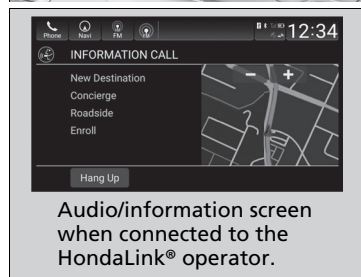 Phone Navi FM 12:34
INFORMATION CALL
New Destination
Concierge
Roadside
Enroll
Hang Up
Audio/information screen
when connected to the
HondaLink® operator.